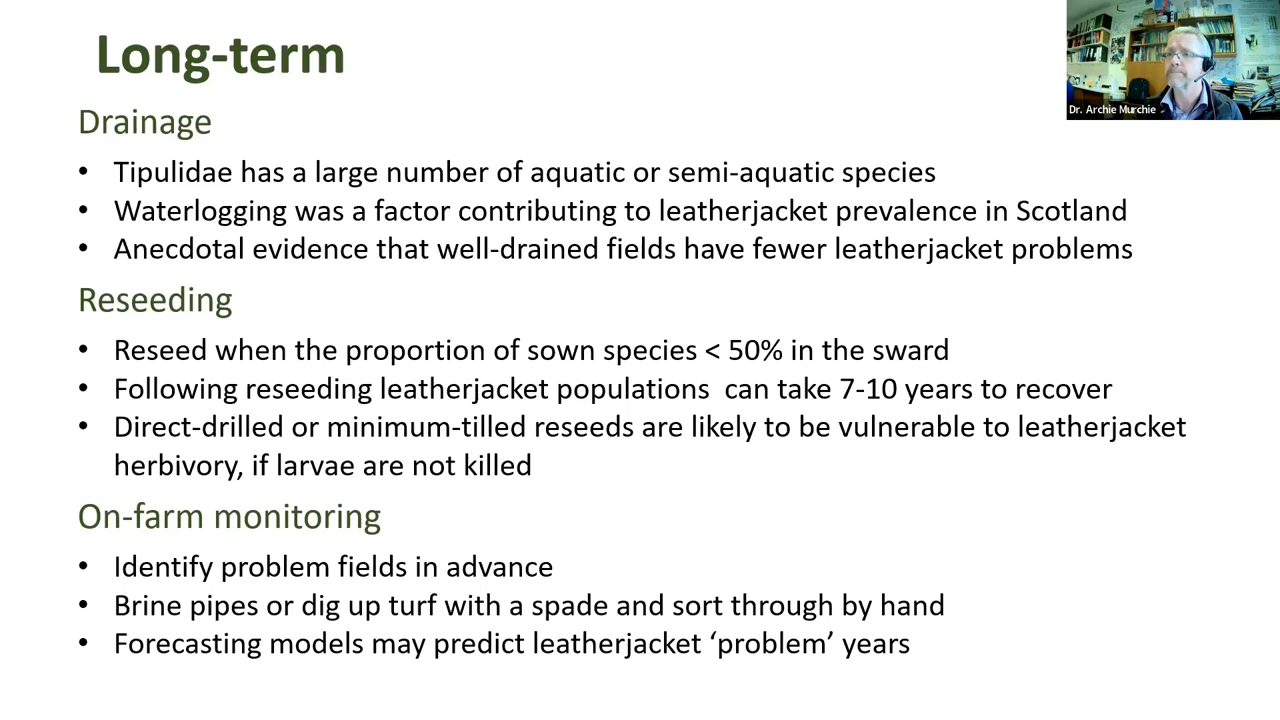 Long-term
Dr. Archie Murchie
Drainage
• Tipulidae has a large number of aquatic or semi-aquatic species
• Waterlogging was a factor contributing to leatherjacket prevalence in Scotland
• Anecdotal evidence that well-drained fields have fewer leatherjacket problems
Reseeding
• Reseed when the proportion of sown species < 50% in the sward
• Following reseeding leatherjacket populations  can take 7-10 years to recover
• Direct-drilled or minimum-tilled reseeds are likely to be vulnerable to leatherjacket
herbivory, if larvae are not killed
On-farm monitoring
• Identify problem fields in advance
• Brine pipes or dig up turf with a spade and sort through by hand
• Forecasting models may predict leatherjacket ‘problem’ years